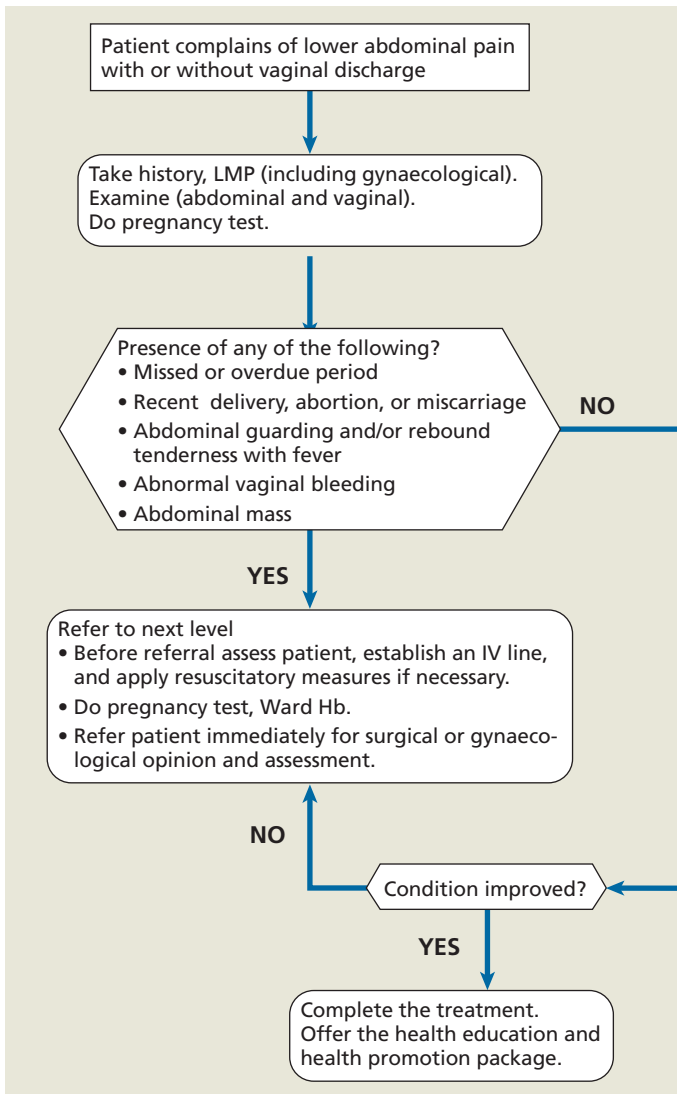 Patient complains of lower abdominal pain
with or without vaginal discharge
Take history, LMP (including gynaecological).
Examine (abdominal and vaginal).
Do pregnancy test.
Presence of any of the following?
• Missed or overdue period
• Recent delivery, abortion, or miscarriage
• Abdominal guarding and/or rebound
tenderness with fever
• Abnormal vaginal bleeding
• Abdominal mass
NO
YES
Refer to next level
• Before referral assess patient, establish an IV line,
and apply resuscitatory measures if necessary.
• Do pregnancy test, Ward Hb.
• Refer patient immediately for surgical or gynaeco-
logical opinion and assessment.
NO
Condition improved?
YES
Complete the treatment.
Offer the health education and
health promotion package.